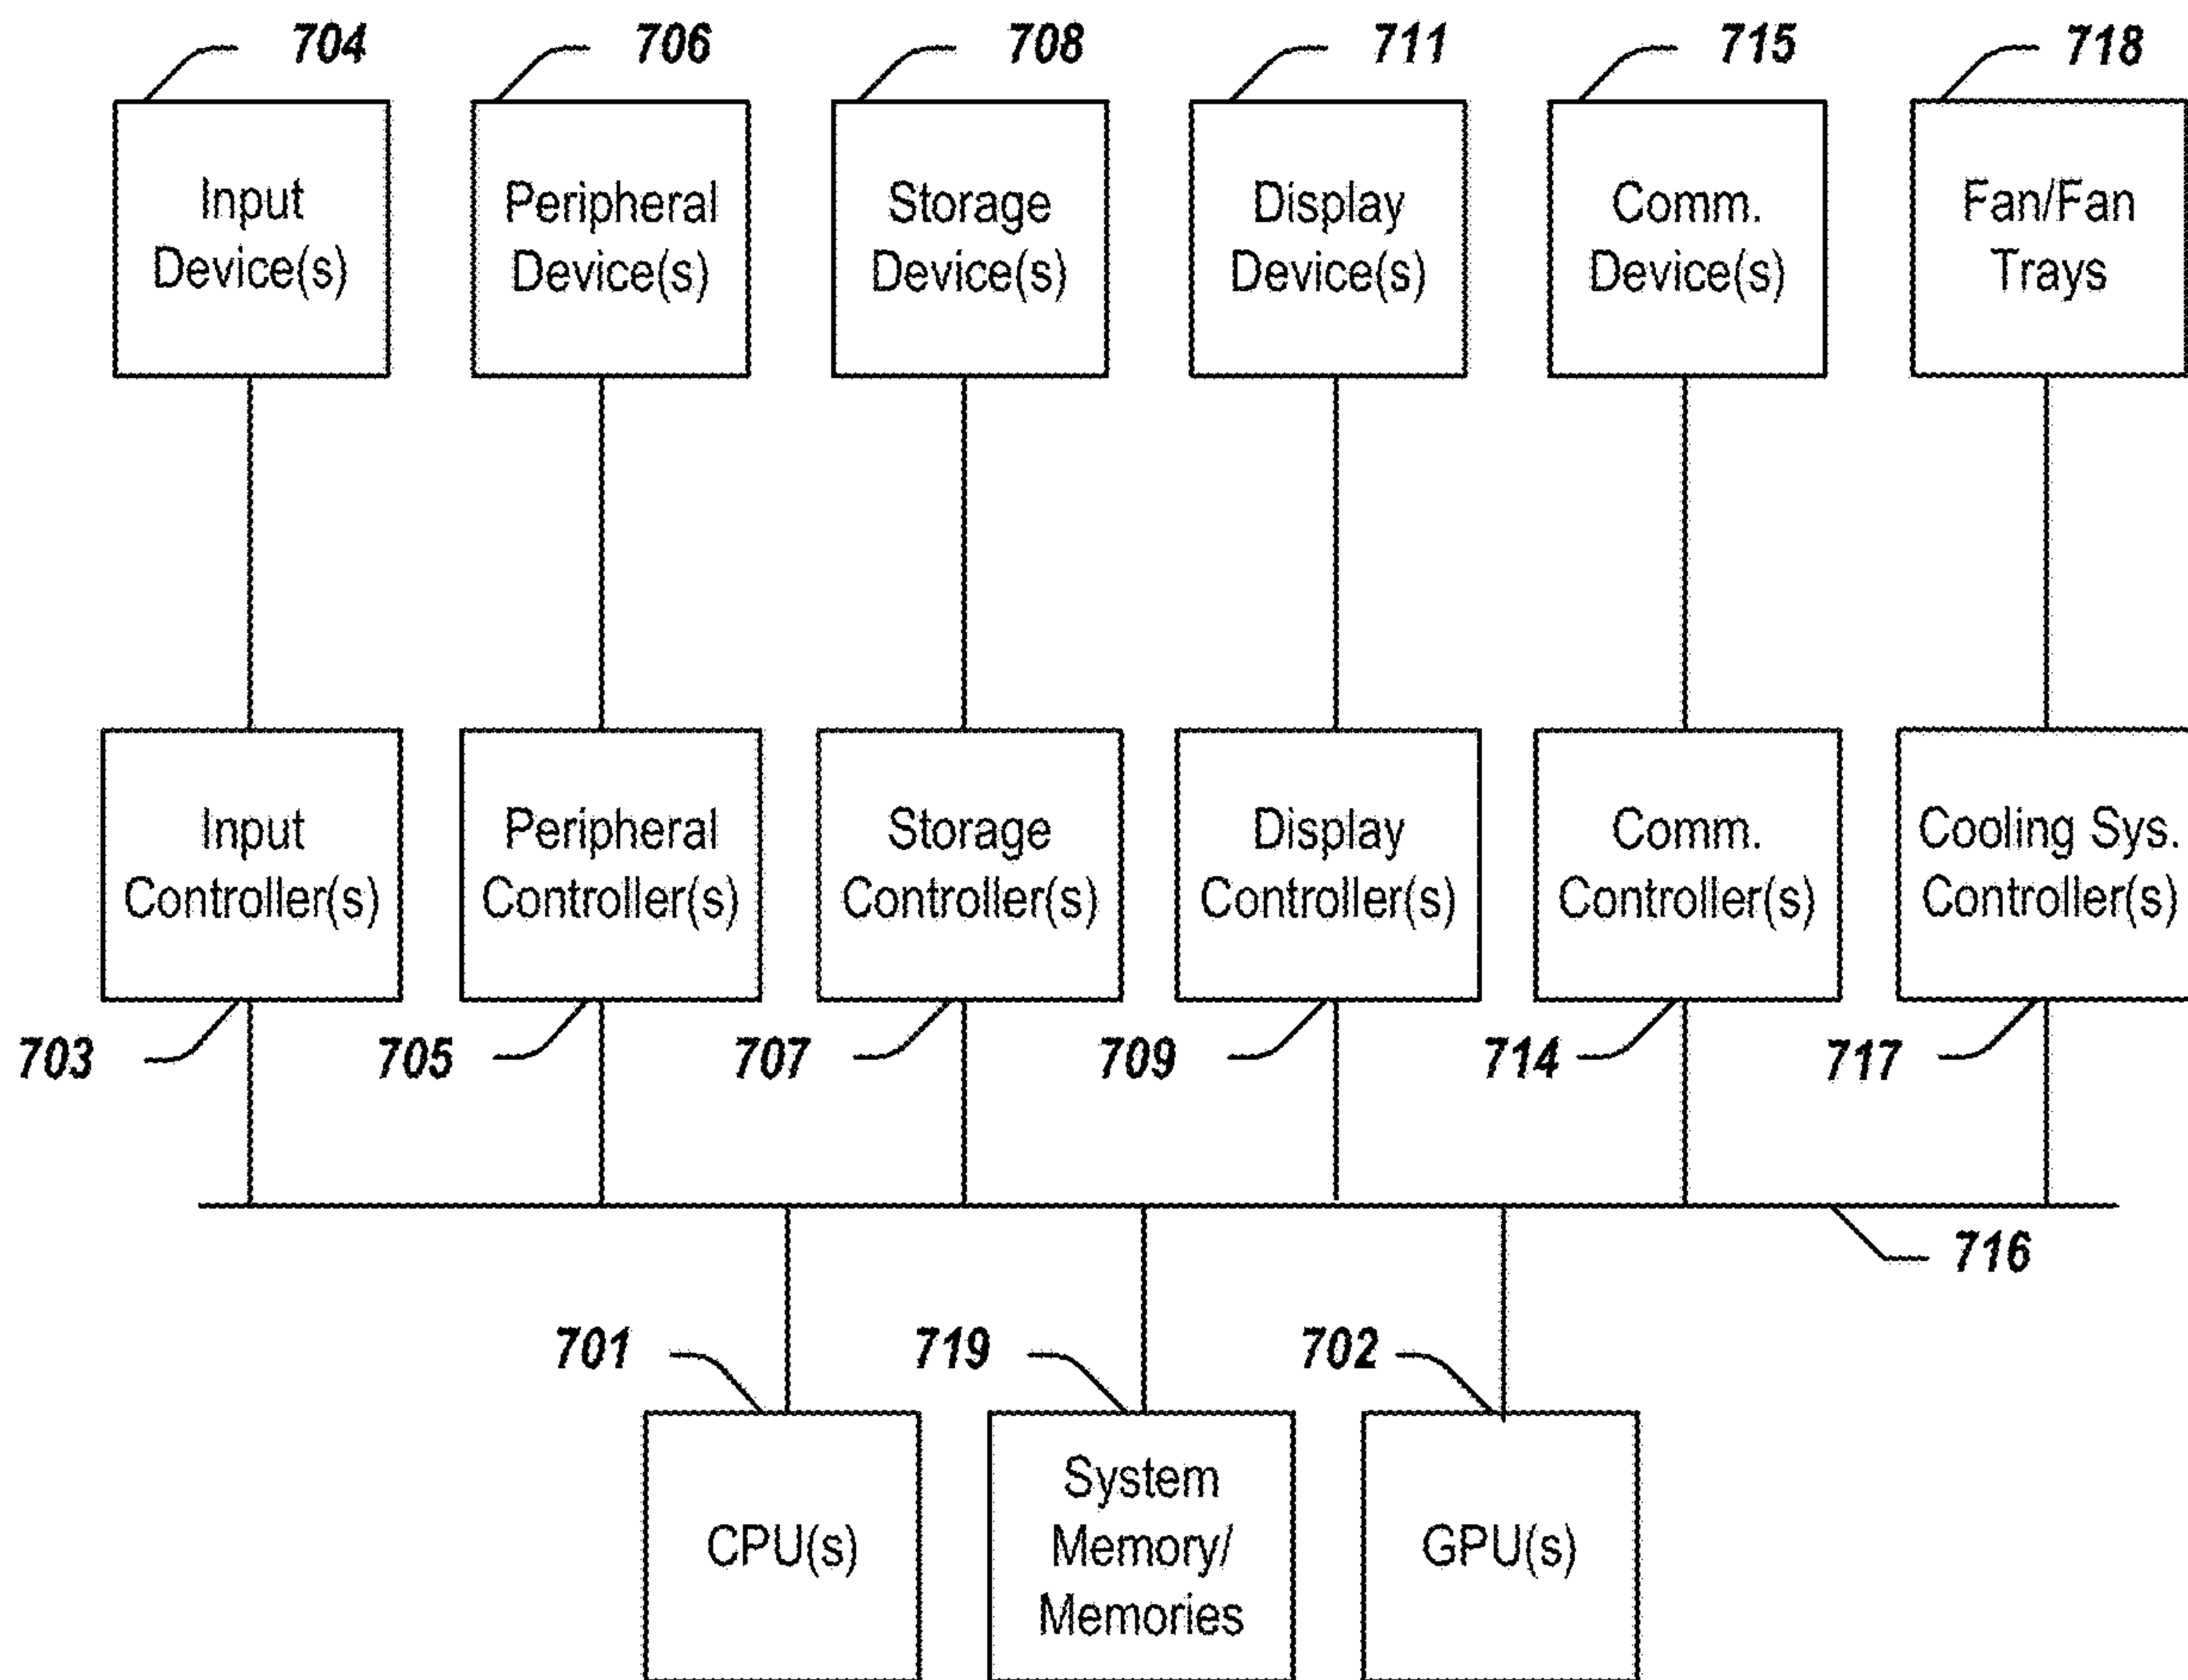 704 706 708 711 715 718
Input Peripheral Storage Display Comm. Fan/Fan
Device(s) Device(s) Device(s) Device(s) Device(s) Trays
Input Peripheral Storage Display Comm. Cooling Sys.
Controller(s) Controller(s) Controller(s) Controller(s) Controller(s) Controller(s)
703 705 707 709 714 717
716
701 719 702
System
CPU(s) Memory/ GPU(s)
Memories